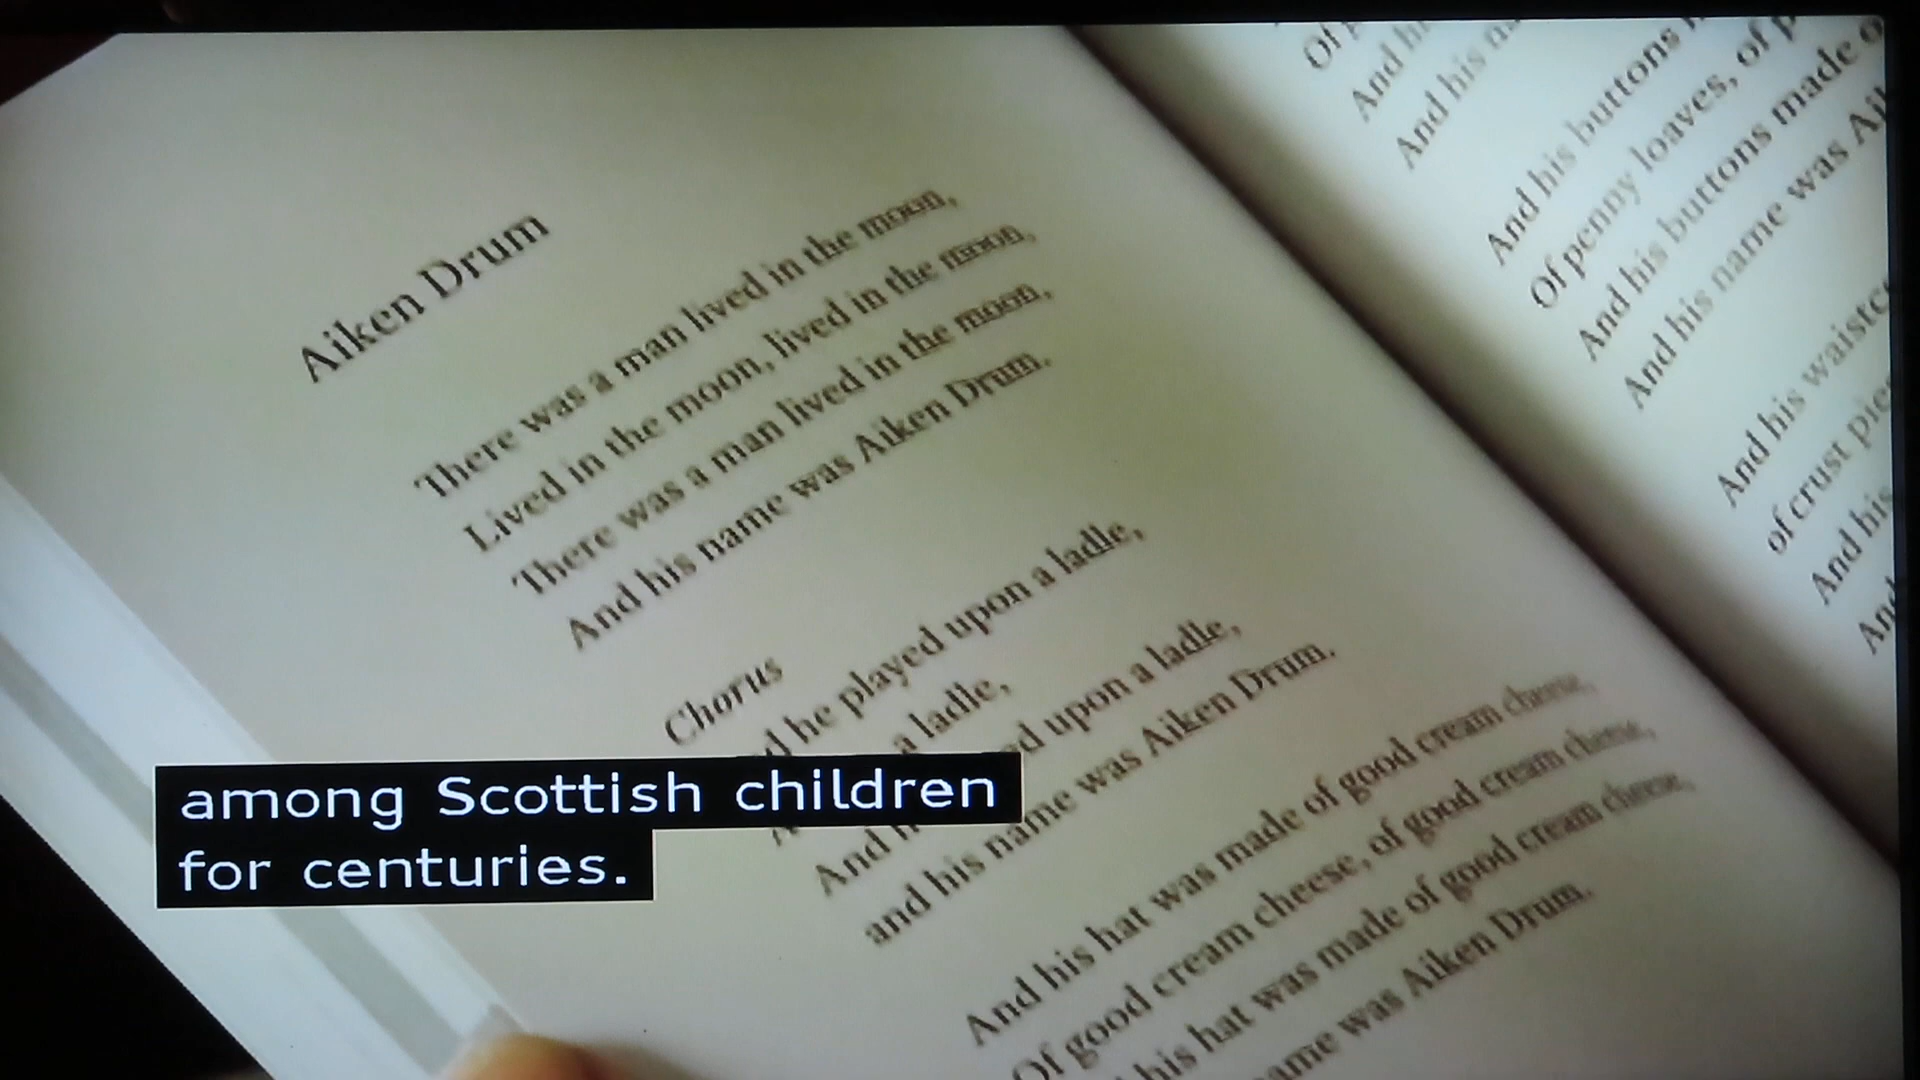 Aiken Drum
There was a man lived in the moon,
Lived in the moon, lived in the moon,
There was a man lived in the moon,
And his name was Aiken Drum.
Chorus
he played upon a ladle,
a ladle,
And upon a ladle,
and his name was Aiken Drum.
And his hat was made of good cream cheese,
Of good cream cheese, of good cream cheese,
his hat was made of good cream cheese,
name was Aiken Drum.
And his
And his buttons
Of penny loaves, of
And his buttons made
And his name was
And his
of crust pies
And his
And
among Scottish children
for centuries.